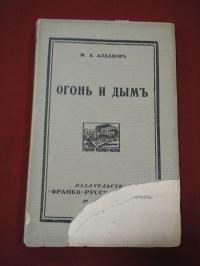 М. А. АЛДАНОВЪ
ОГОНЬ И ДЫМЪ
ИЗДАТЕЛЬСТВО
"ФРАНКО-РУССКАЯ